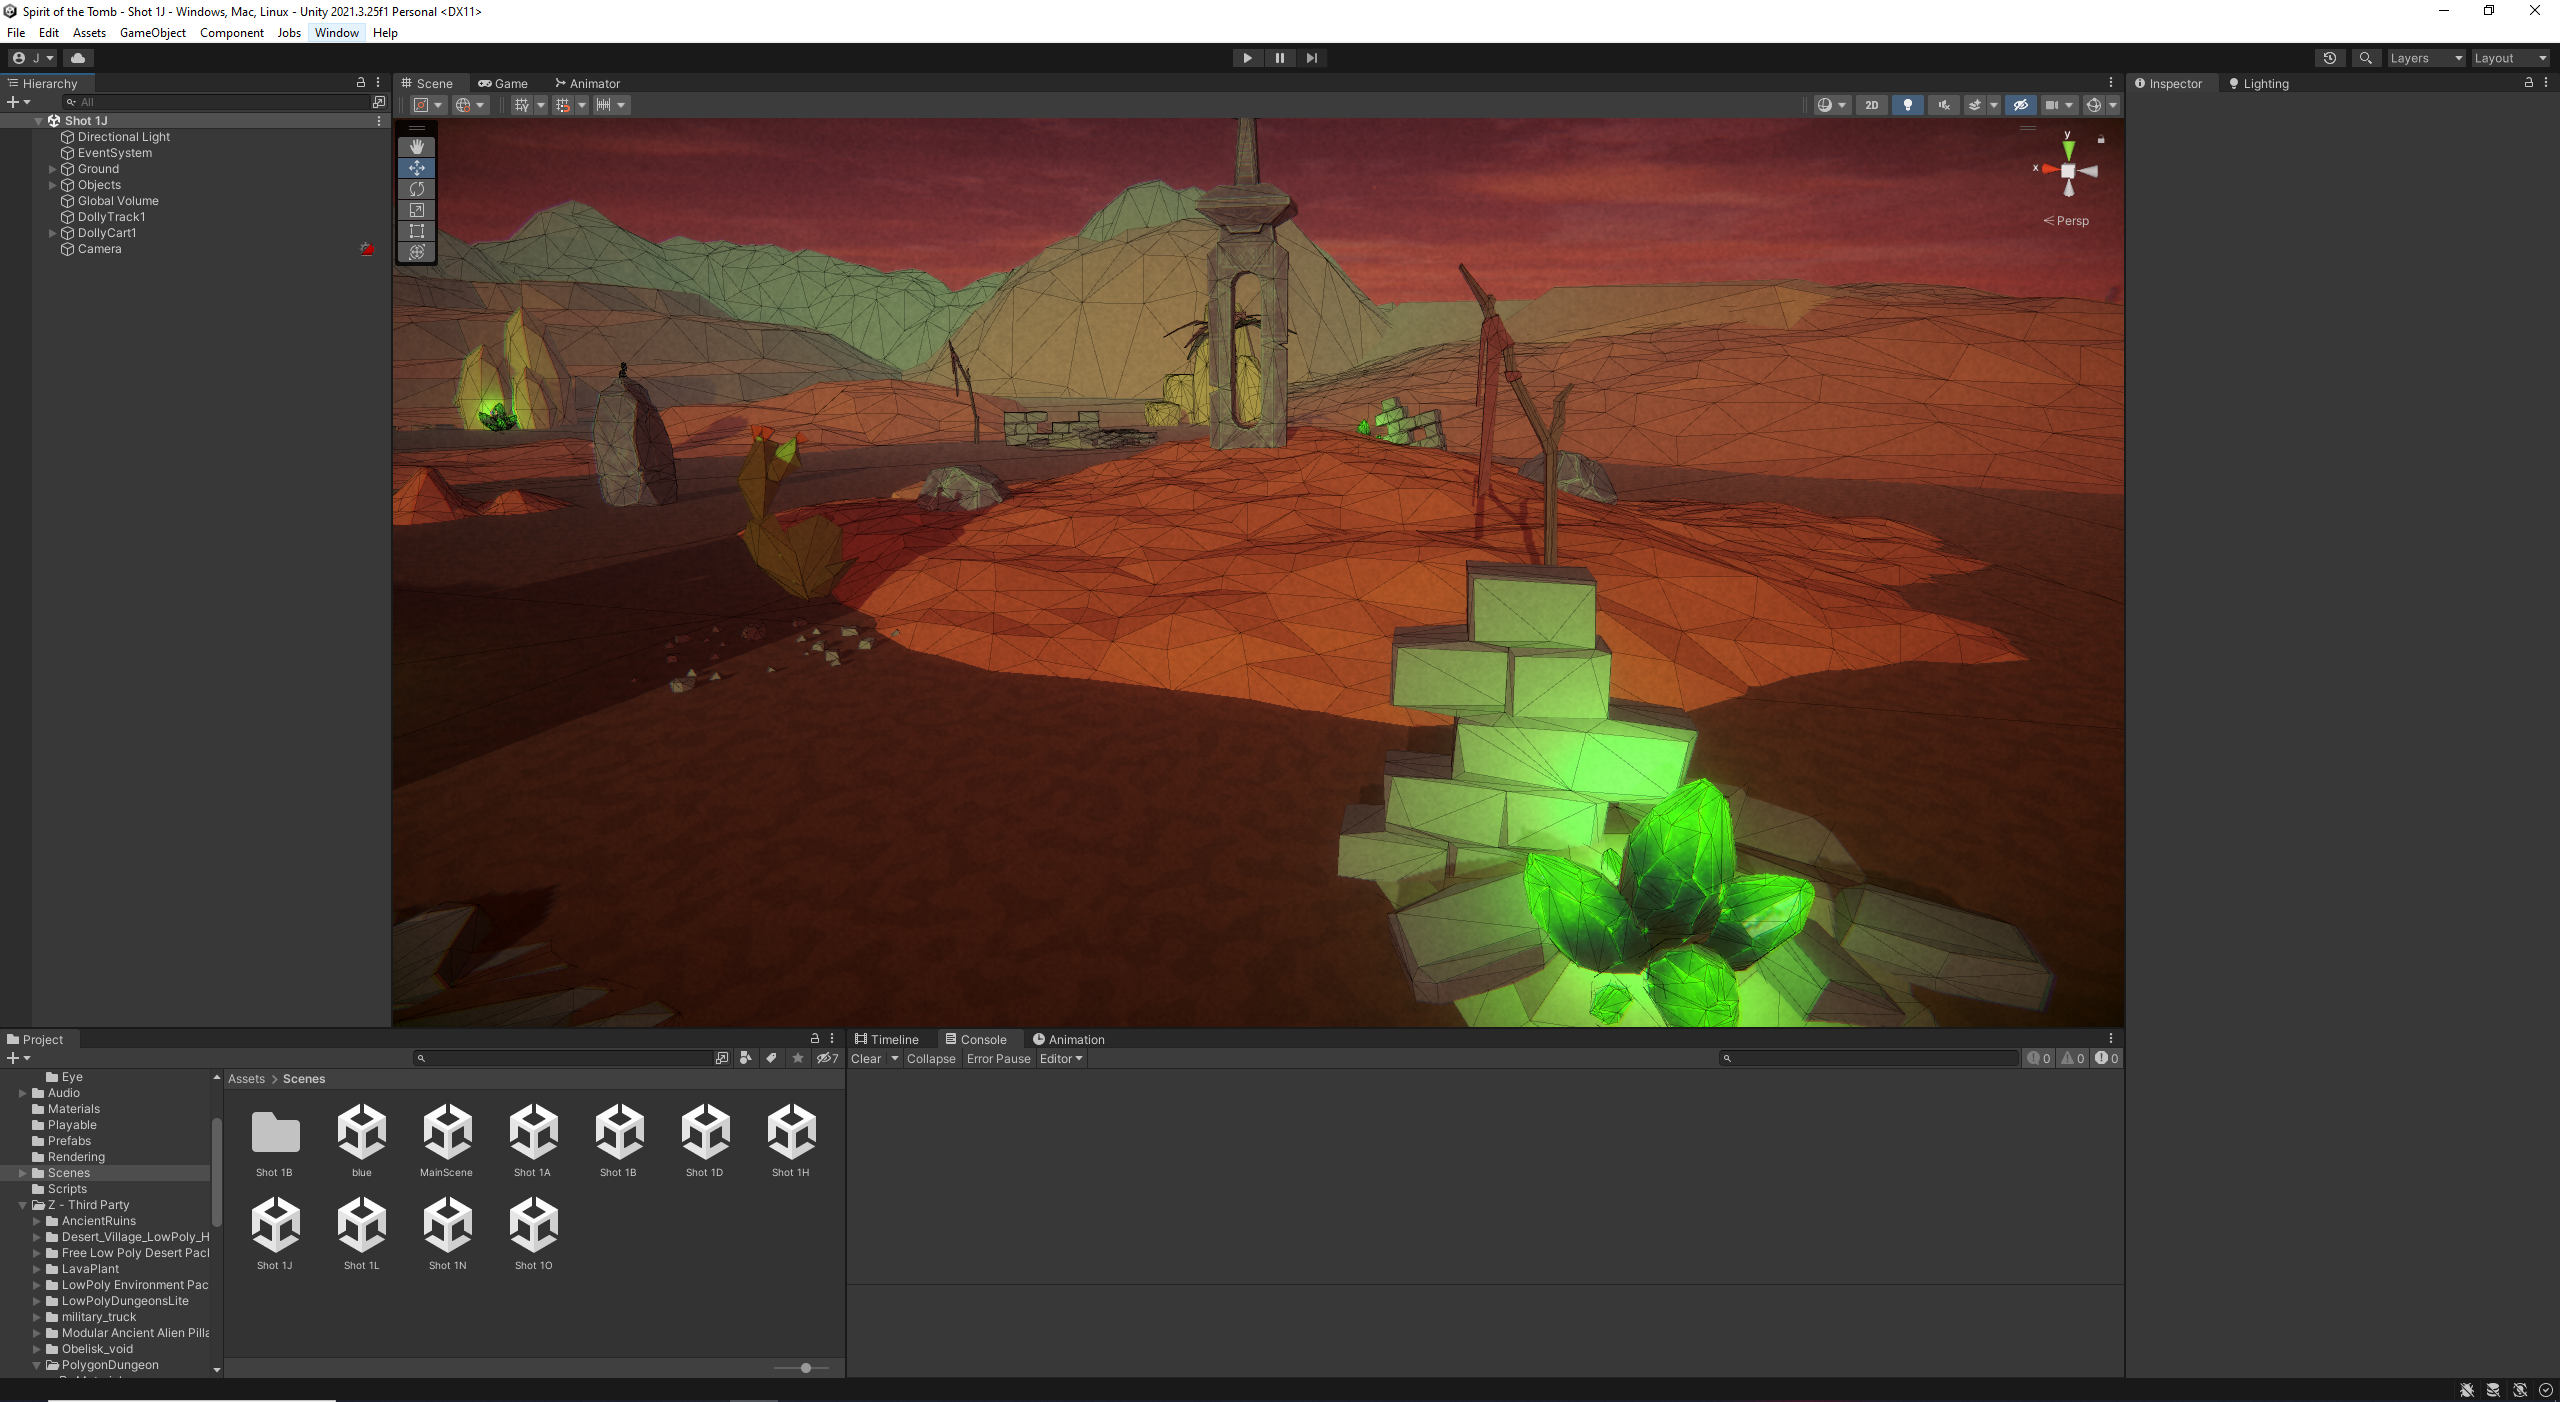 Spirit of the Tomb - Shot 1J - Windows, Mac, Linux - Unity 2021.3.25f1 Personal <DX11>
File Edit Assets GameObject Component Jobs Window Help
J
Layers
Layout
Hierarchy
All
Shot 1J
Directional Light
EventSystem
Ground
Objects
Global Volume
DollyTrack1
DollyCart1
Camera
Scene Game Animator
2D
y
x
Persp
Inspector Lighting
Project
7
Eye
Audio
Materials
Playable
Prefabs
Rendering
Scenes
Scripts
Z - Third Party
AncientRuins
Desert_Village_LowPoly_H
Free Low Poly Desert Pac
LavaPlant
LowPoly Environment Pac
LowPolyDungeonsLite
military_truck
Modular Ancient Alien Pilla
Obelisk_void
PolygonDungeon
Assets > Scenes
Shot 1B blue MainScene Shot 1A Shot 1B Shot 1D Shot 1H
Shot 1J Shot 1L Shot 1N Shot 1O
Timeline Console Animation
Clear Collapse Error Pause Editor
0 0 0